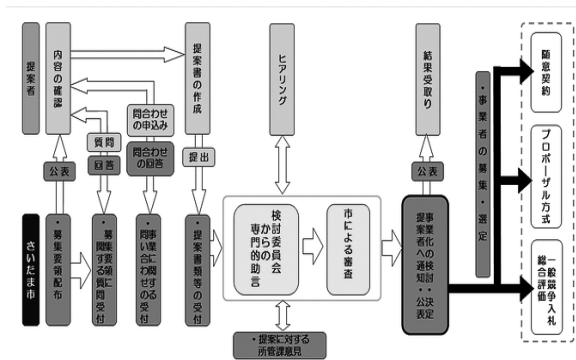 提案者
内容の確認
提案書の作成
ヒアリング
結果受取り
問合わせ
の申込み
問合わせ
の回答
質問
回答
提出
公表
公表
さいたま市
・募集要領配布
・募集要領に
関する質問受付
・事業に関する
問い合わせの受付
・提案書類等の受付
検討委員会
からの
専門的助言
市による審査
事業化の検討・決定
提案者へ通知・公表
・提案に対する
所管課意見
・事業者の募集・選定
随意契約
プロポーザル方式
一般競争入札
総合評価